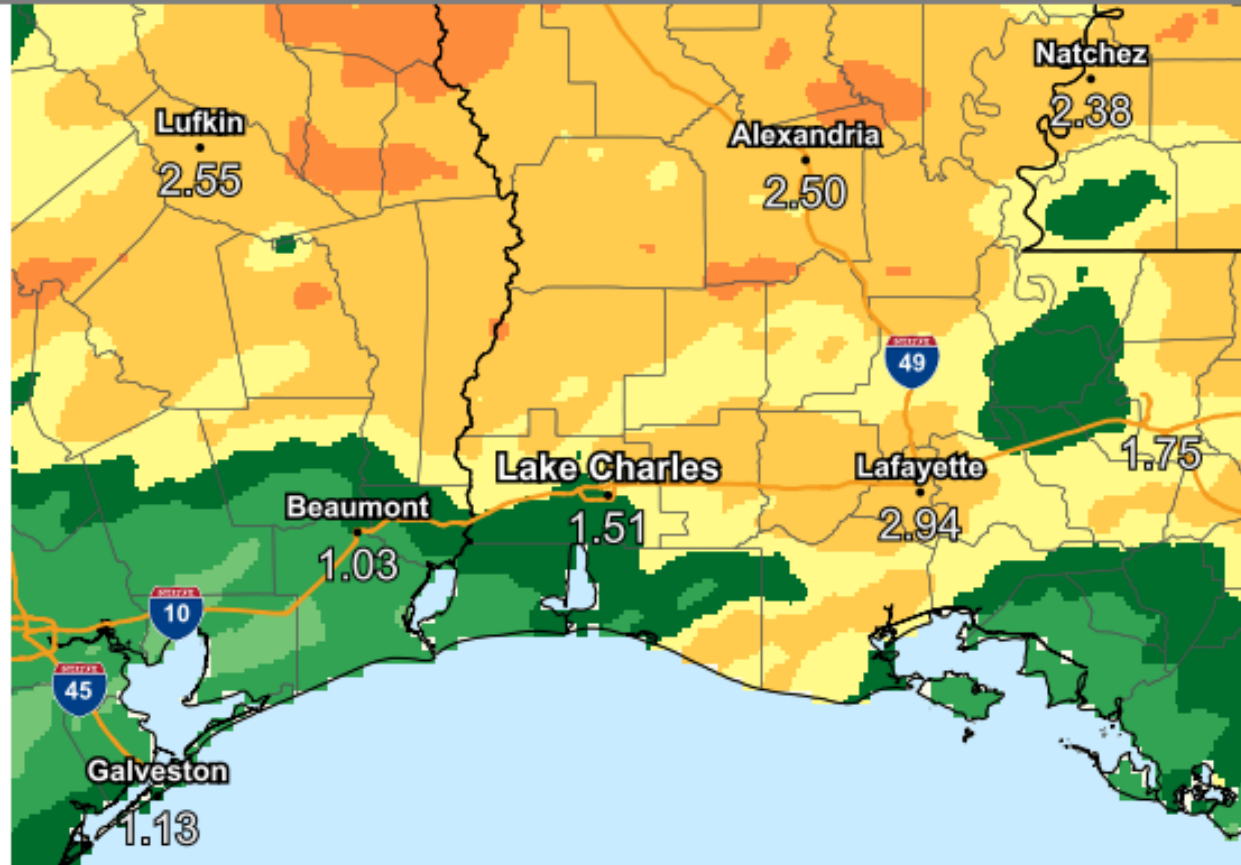 Natchez
2.38
Lufkin
2.55
Alexandria
2.50
49
Lake Charles
1.51
Lafayette
2.94
1.75
Beaumont
1.03
10
45
Galveston
1.13